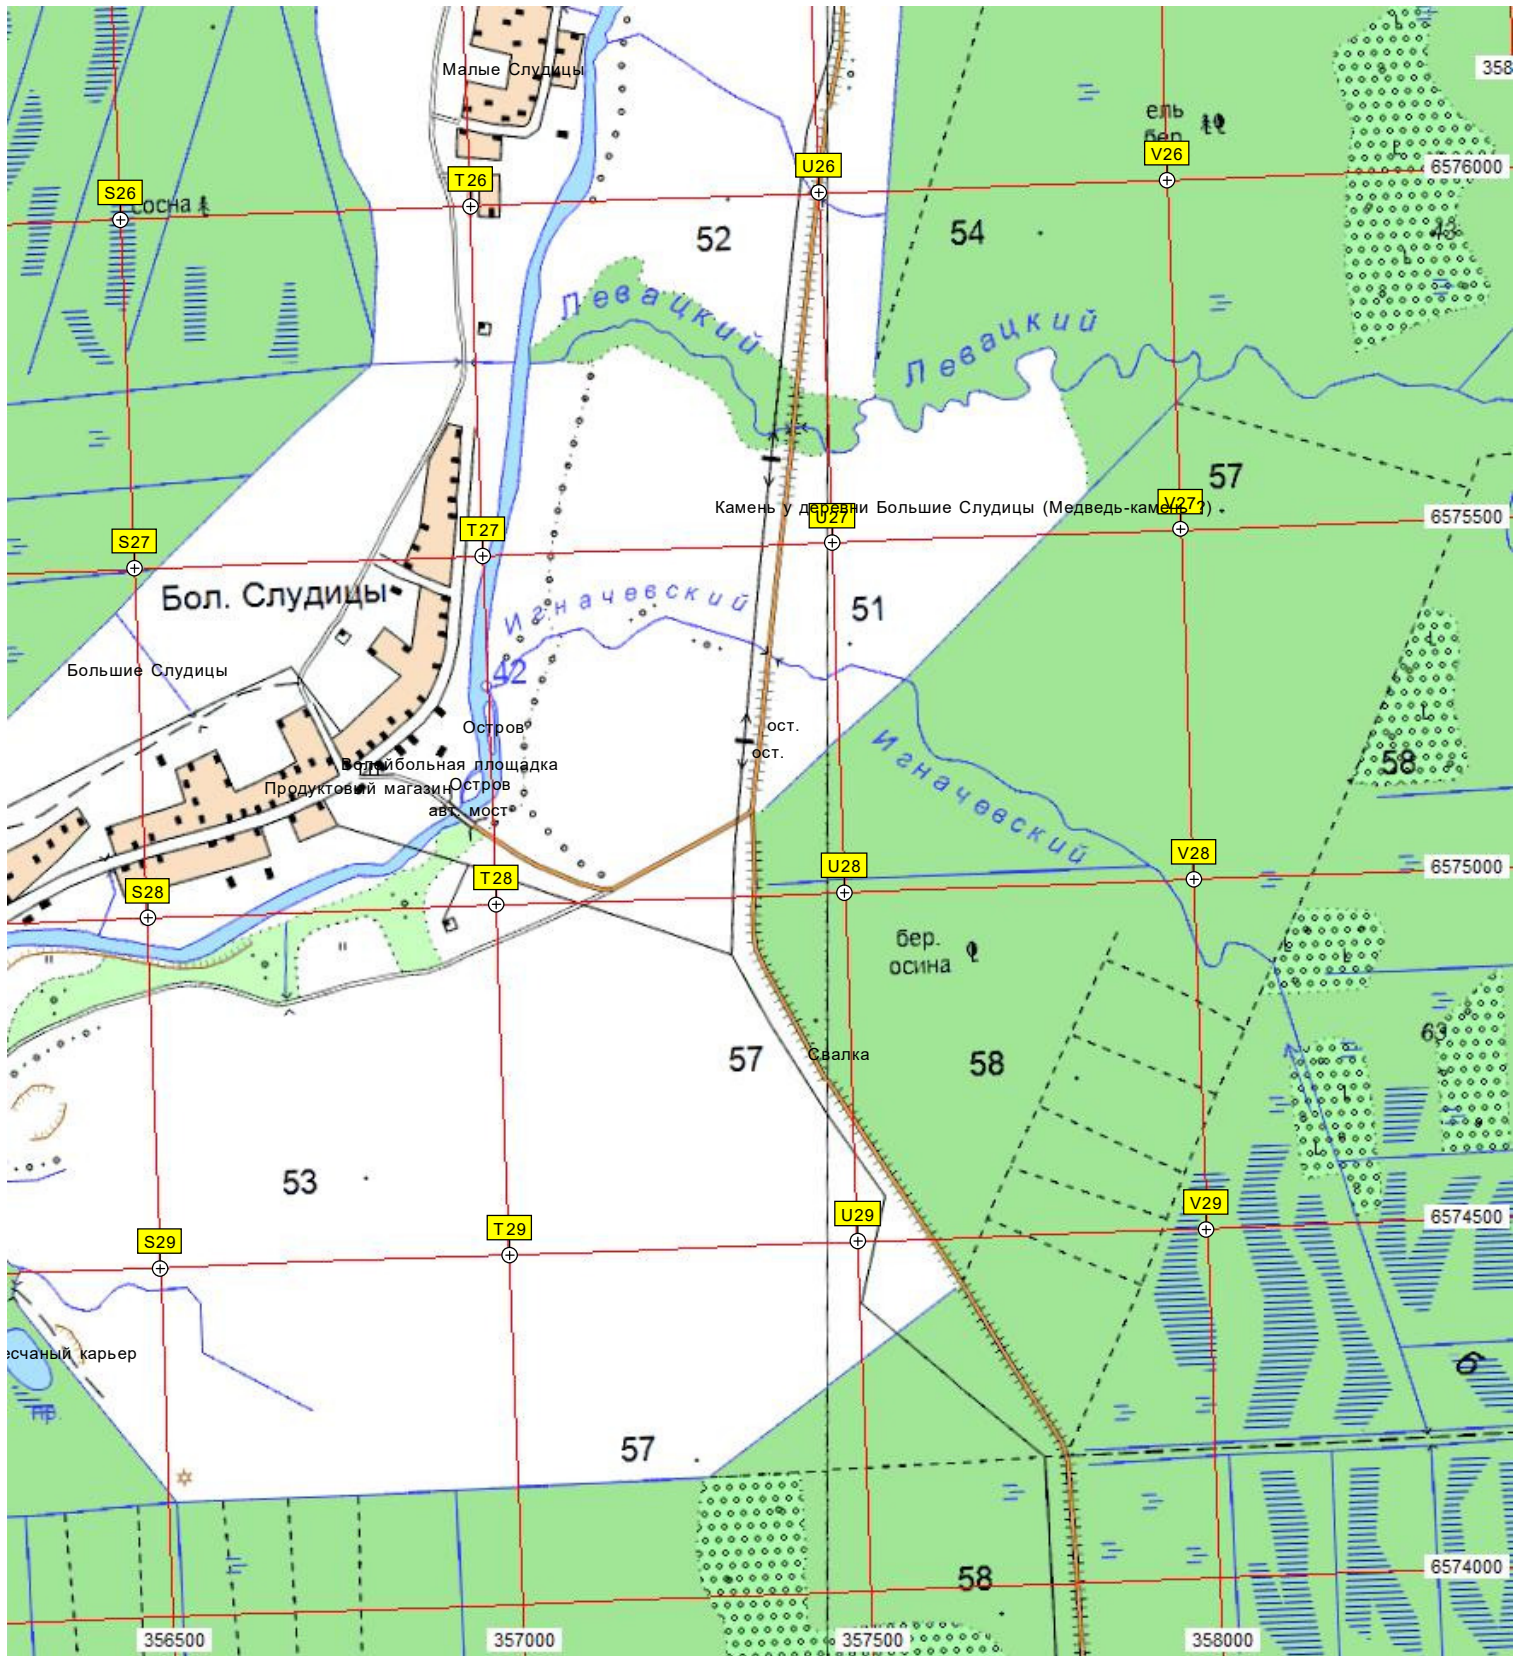 Малые Слудицы
358
ель
бер.
V26
6576000
U26
T26
S26
сосна
52
54
43
Левацкий
Левацкий
57
Камень у деревни Большие Слудицы (Медведь-камень ?)
V27
6575500
U27
T27
S27
Бол. Слудицы
Игначевский
51
Большие Слудицы
42
Остров
ост.
ост.
Волейбольная площадка
Продуктовый магазин
Остров
авт. мост
Игначевский
58
V28
6575000
U28
T28
S28
бер.
осина
63
57
Свалка
58
53
V29
6574500
U29
T29
S29
есчаный карьер
6
пр.
57
58
6574000
356500
357000
357500
358000